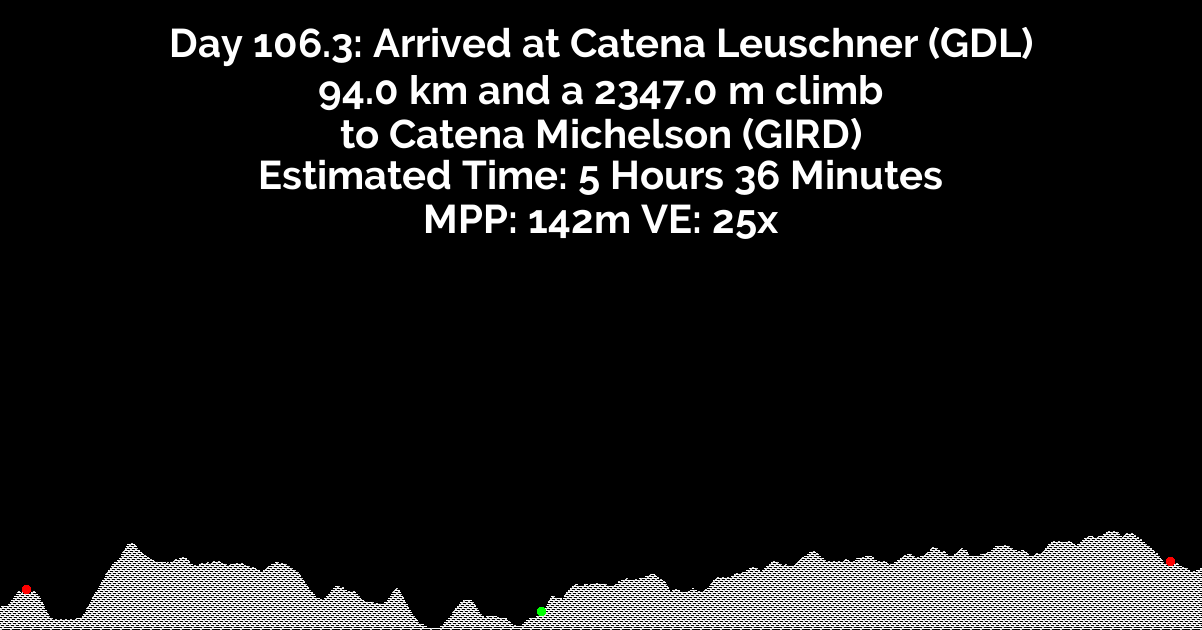 Day 106.3: Arrived at Catena Leuschner (GDL)
94.0 km and a 2347.0 m climb
to Catena Michelson (GIRD)
Estimated Time: 5 Hours 36 Minutes
MPP: 142m VE: 25x